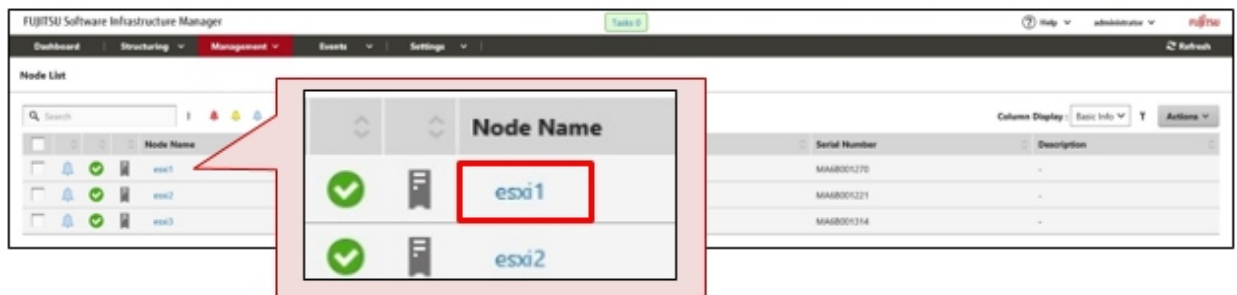 FUJITSU Software Infrastructure Manager
Tasks 0
Help administrator FUJITSU
Dashboard Structuring Management Events Settings Refresh
Node List
Search
Column Display : Basic Info Actions
Node Name Serial Number Description
esxi1 MA6B001270 -
esxi2 MA6B001221 -
esxi3 MA6B001314 -
Node Name
esxi1
esxi2